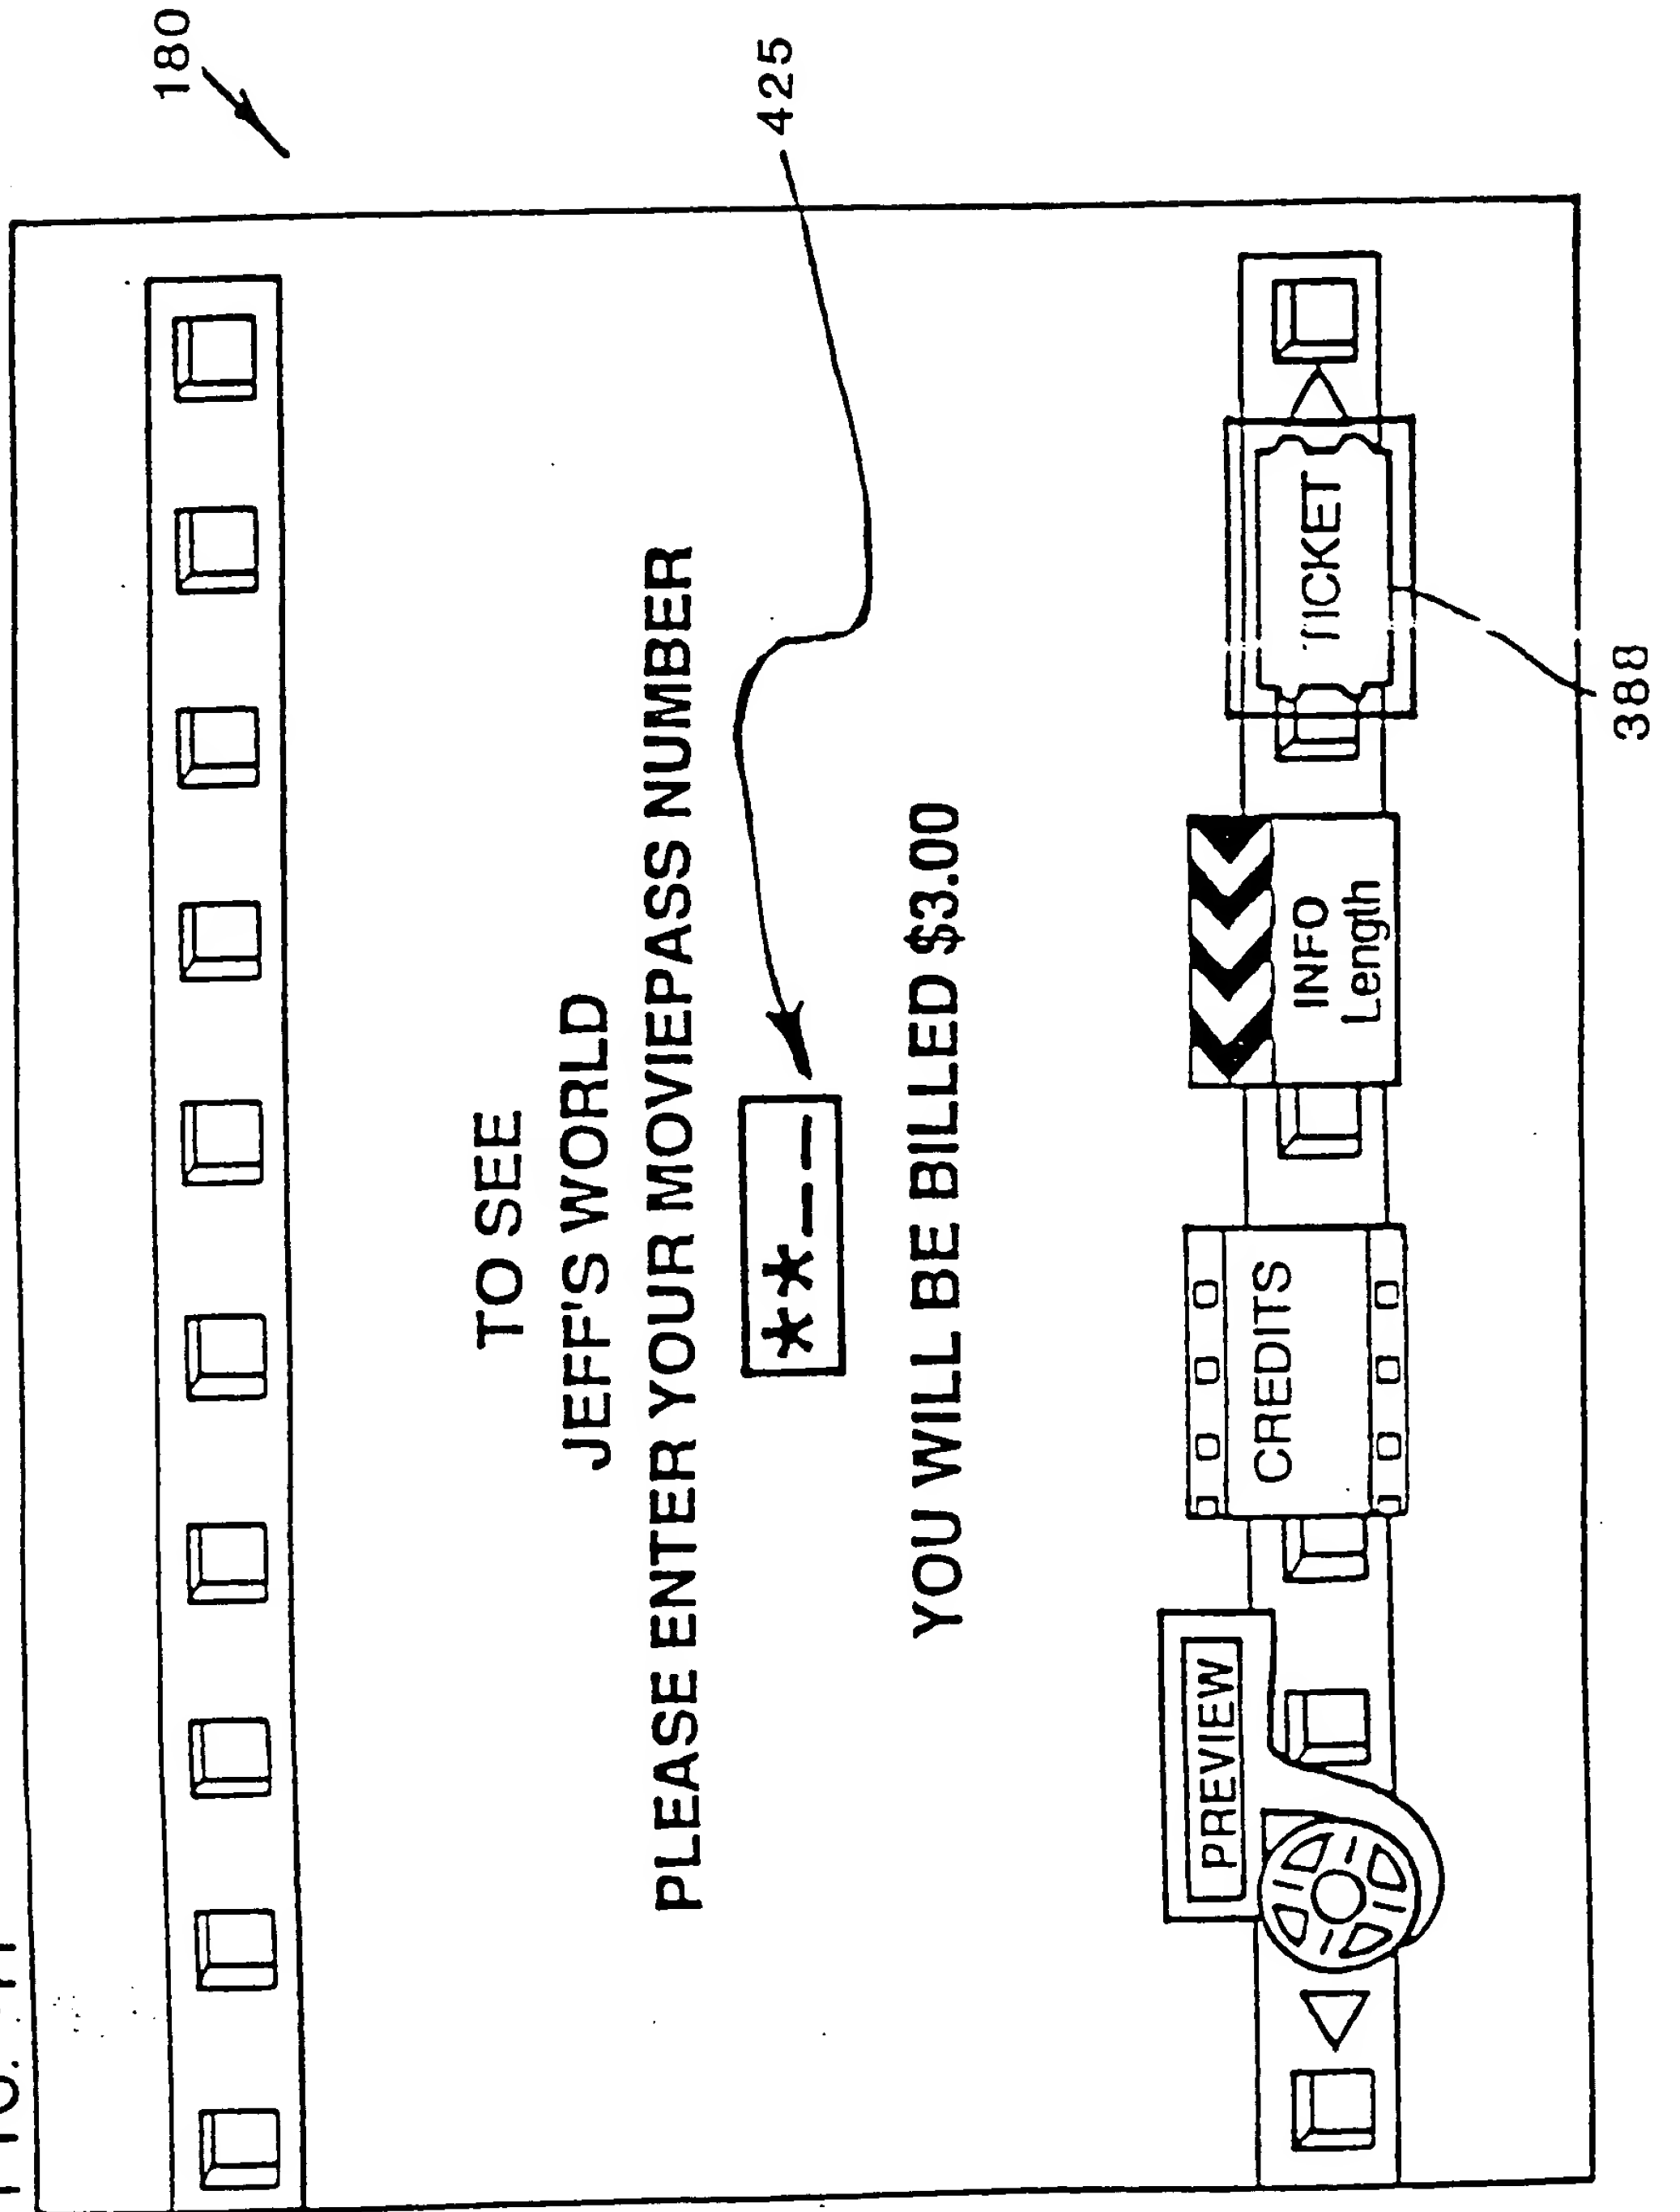 180
TO SEE
JEFF'S WORLD
PLEASE ENTER YOUR MOVIEPASS NUMBER
425
**--
YOU WILL BE BILLED $3.00
PREVIEW
CREDITS
INFO
Length
TICKET
388